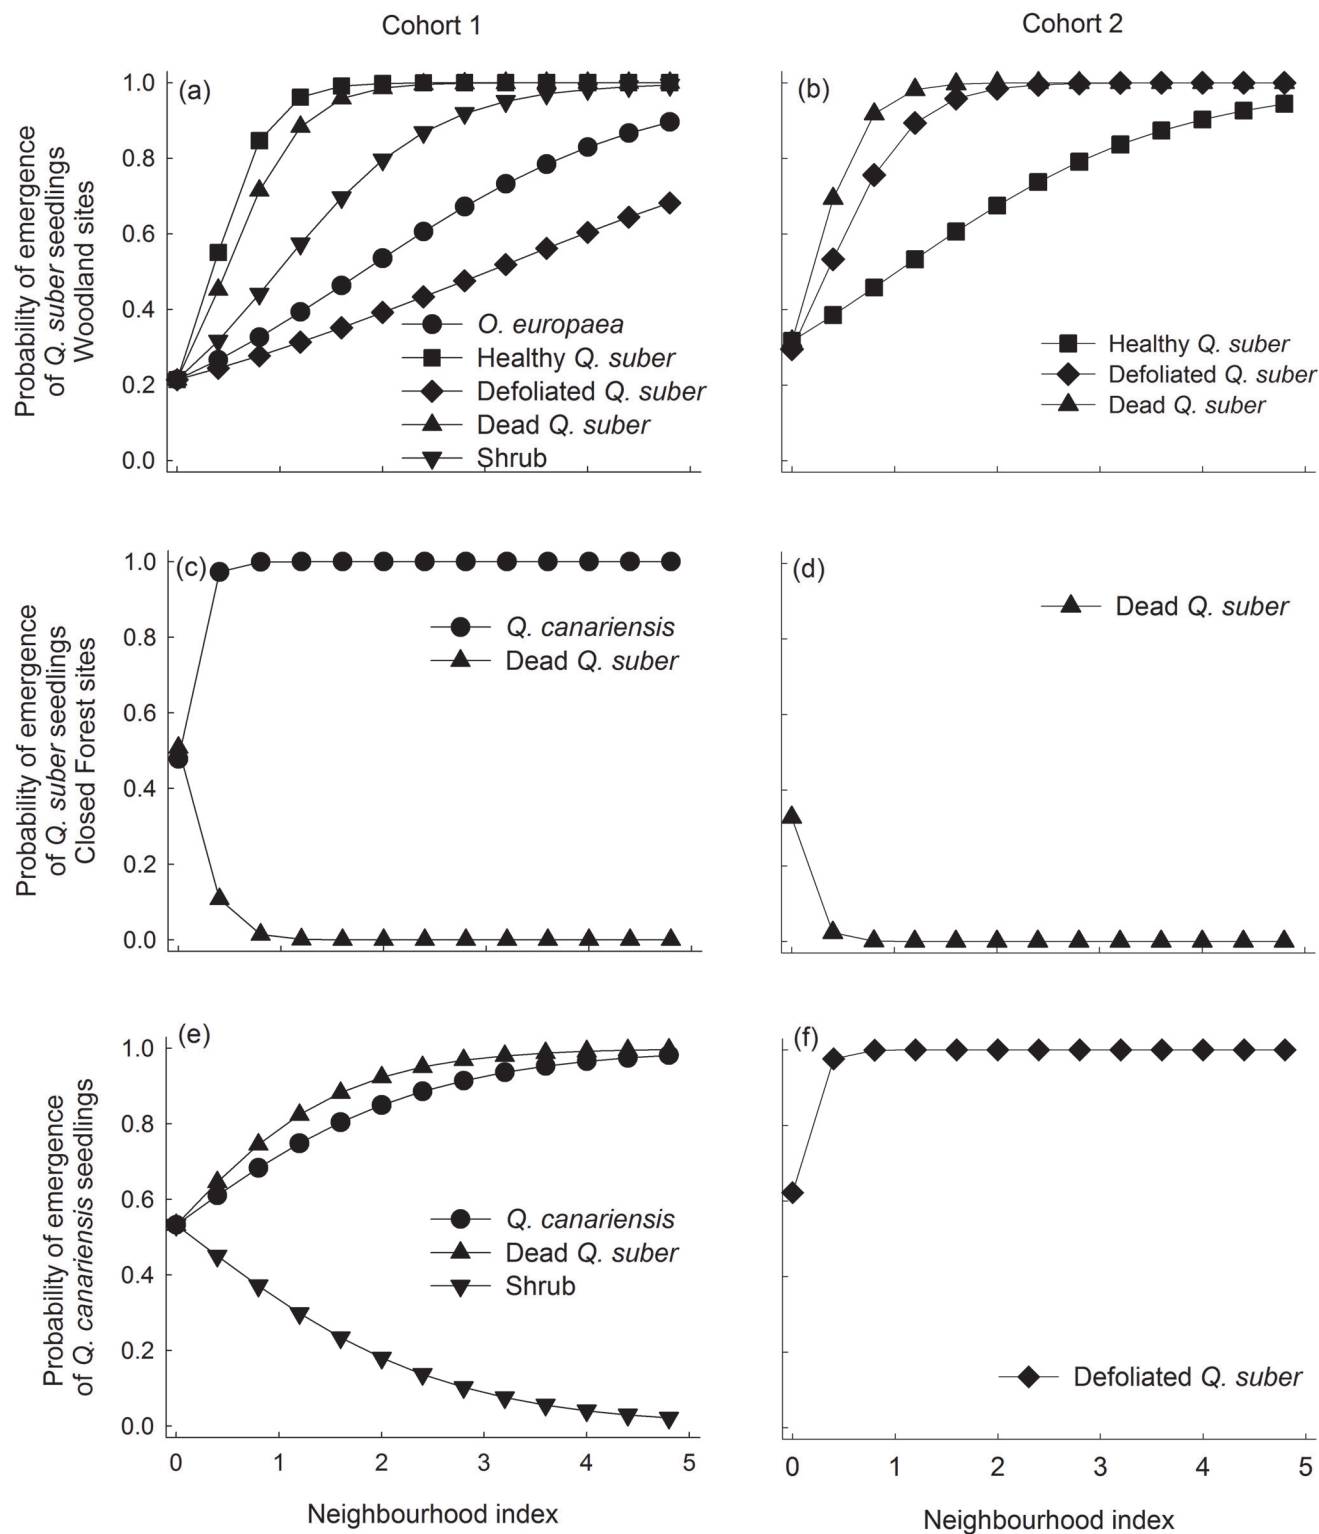 Cohort 1
Cohort 2
Probability of emergence
of Q. suber seedlings
Woodland sites
(a)
1.0
0.8
0.6
0.4
0.2
0.0
O. europaea
Healthy Q. suber
Defoliated Q. suber
Dead Q. suber
Shrub
(b)
Healthy Q. suber
Defoliated Q. suber
Dead Q. suber
Probability of emergence
of Q. suber seedlings
Closed Forest sites
(c)
1.0
0.8
0.6
0.4
0.2
0.0
Q. canariensis
Dead Q. suber
(d)
Dead Q. suber
Probability of emergence
of Q. canariensis seedlings
(e)
1.0
0.8
0.6
0.4
0.2
0.0
Q. canariensis
Dead Q. suber
Shrub
0 1 2 3 4 5
Neighbourhood index
(f)
Defoliated Q. suber
0 1 2 3 4 5
Neighbourhood index